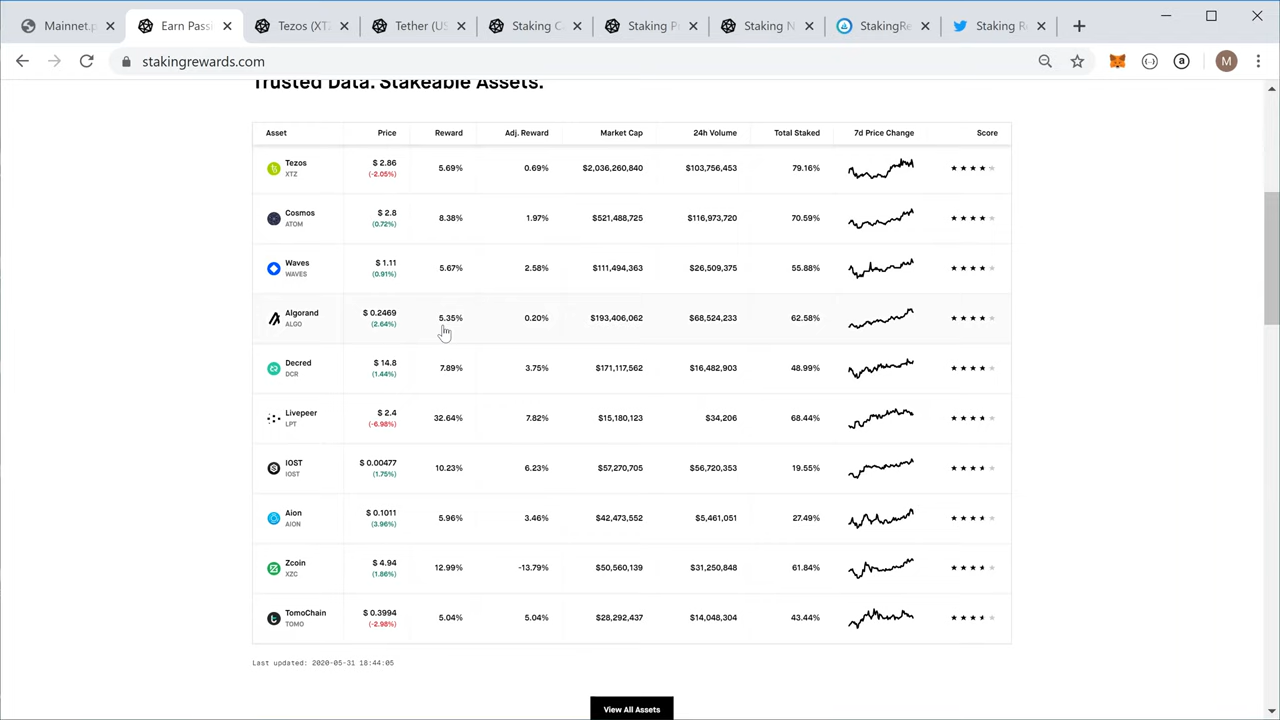 Mainnet.p
Earn Passi
Tezos (XTZ
Tether (US
Staking C
Staking Pr
Staking N
StakingRe
Staking R
stakingrewards.com
M
Trusted Data. Stakeable Assets.
Asset Price Reward Adj. Reward Market Cap 24h Volume Total Staked 7d Price Change Score
Tezos $ 2.86 5.69% 0.69% $2,036,260,840 $103,756,453 79.16%
XTZ (-2.05%)
Cosmos $ 2.8 8.38% 1.97% $521,488,725 $116,973,720 70.59%
ATOM (0.72%)
Waves $ 1.11 5.67% 2.58% $111,494,363 $26,509,375 55.88%
WAVES (0.91%)
Algorand $ 0.2469 5.35% 0.20% $193,406,062 $68,524,233 62.58%
ALGO (2.64%)
Decred $ 14.8 7.89% 3.75% $171,117,562 $16,482,903 48.99%
DCR (1.44%)
Livepeer $ 2.4 32.64% 7.82% $15,180,123 $34,206 68.44%
LPT (-6.98%)
IOST $ 0.00477 10.23% 6.23% $57,270,705 $56,720,353 19.55%
IOST (1.75%)
Aion $ 0.1011 5.96% 3.46% $42,473,552 $5,461,051 27.49%
AION (3.96%)
Zcoin $ 4.94 12.99% -13.79% $50,560,139 $31,250,848 61.84%
XZC (1.86%)
TomoChain $ 0.3994 5.04% 5.04% $28,292,437 $14,048,304 43.44%
TOMO (-2.98%)
Last updated: 2020-05-31 18:44:05
View All Assets